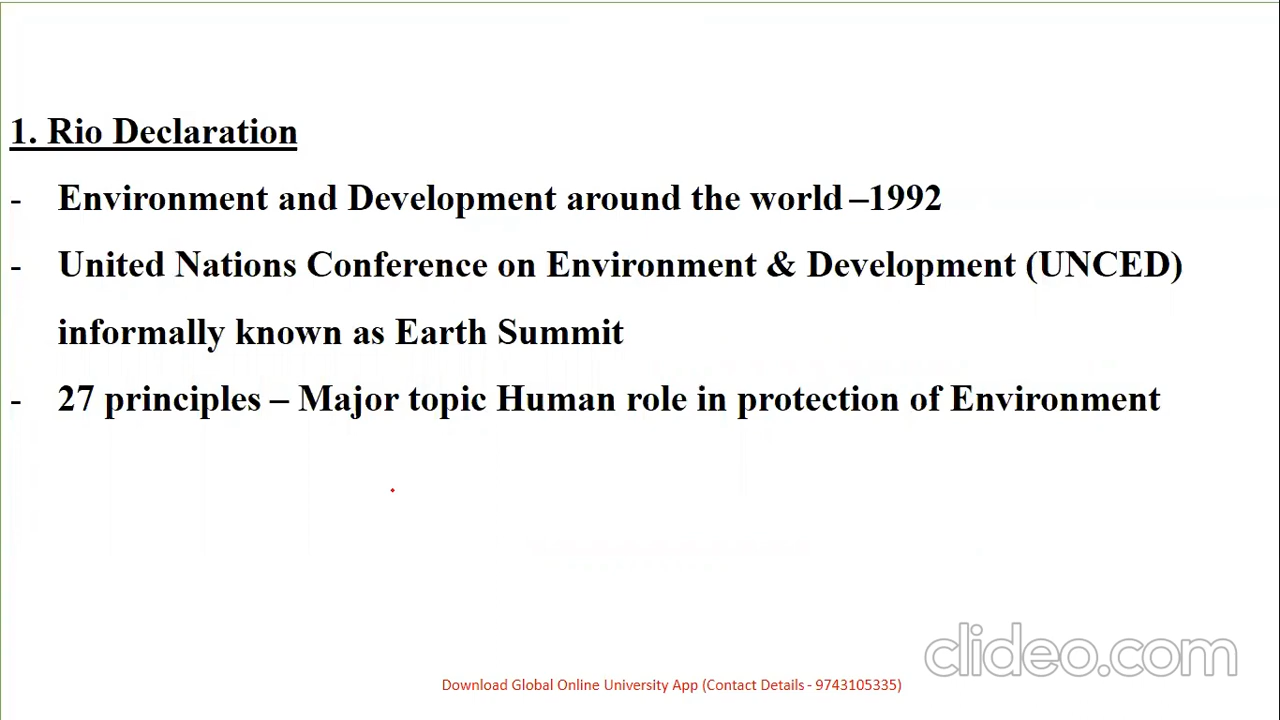 1. Rio Declaration
- Environment and Development around the world –1992
- United Nations Conference on Environment & Development (UNCED)
informally known as Earth Summit
- 27 principles – Major topic Human role in protection of Environment
clideo.com
Download Global Online University App (Contact Details - 9743105335)